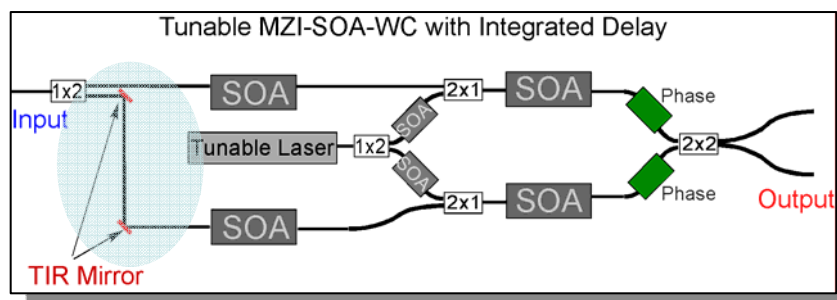 Tunable MZI-SOA-WC with Integrated Delay
1x2
SOA
2x1
SOA
Phase
Input
SOA
Tunable Laser
1x2
2x2
SOA
Phase
SOA
2x1
SOA
Output
TIR Mirror